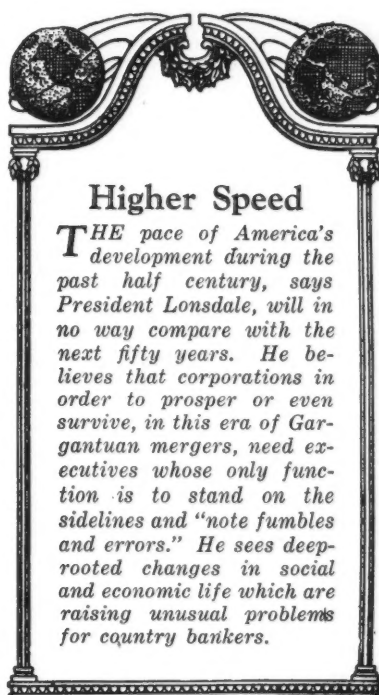 Higher Speed
THE pace of America's
development during the
past half century, says
President Lonsdale, will in
no way compare with the
next fifty years. He be-
lieves that corporations in
order to prosper or even
survive, in this era of Gar-
gantuan mergers, need ex-
ecutives whose only func-
tion is to stand on the
sidelines and "note fumbles
and errors." He sees deep-
rooted changes in social
and economic life which are
raising unusual problems
for country bankers.